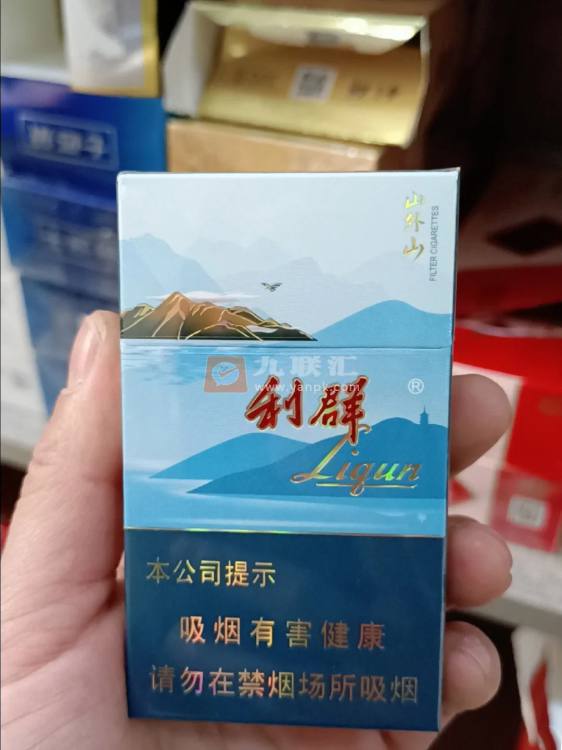 山外山
FILTER CIGARETTES
九联汇
www.yanpk.com
利群
®
Liqun
本公司提示
吸烟有害健康
请勿在禁烟场所吸烟